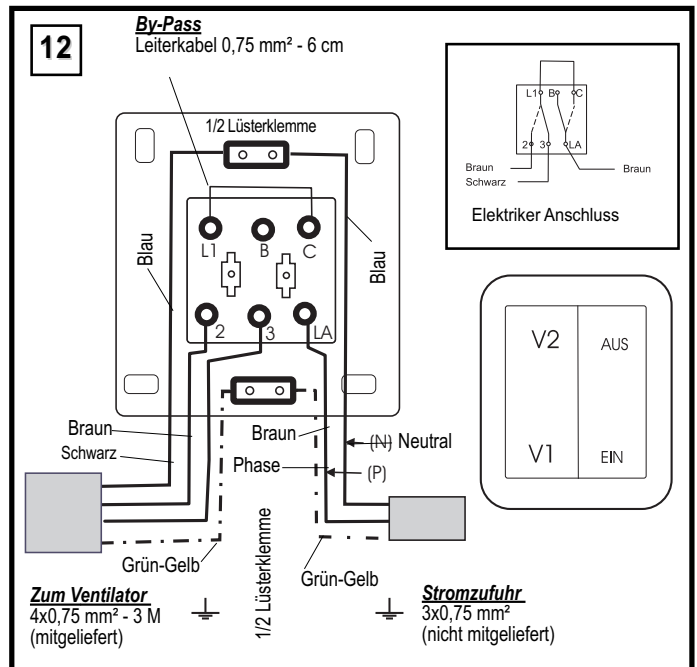 12
By-Pass
Leiterkabel 0,75 mm² - 6 cm
1/2 Lüsterklemme
L1 B C
2 3 LA
Braun
Schwarz
Braun
Elektriker Anschluss
Blau
L1 B C
Blau
2 3 LA
V2 AUS
V1 EIN
Braun
Schwarz
Braun
(N) Neutral
Phase
(P)
Grün-Gelb
1/2 Lüsterklemme
Grün-Gelb
Zum Ventilator
4x0,75 mm² - 3 M
(mitgeliefert)
Stromzufuhr
3x0,75 mm²
(nicht mitgeliefert)